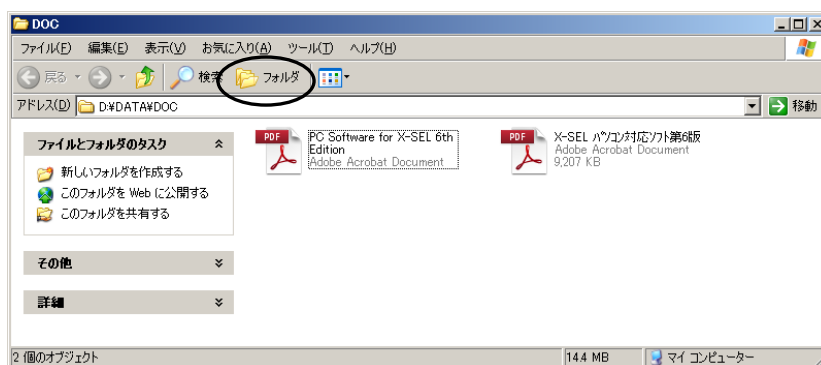 DOC
ファイル(F) 編集(E) 表示(V) お気に入り(A) ツール(T) ヘルプ(H)
戻る 検索 フォルダ
アドレス(D) D:¥DATA¥DOC 移動
ファイルとフォルダのタスク
新しいフォルダを作成する
このフォルダを Web に公開する
このフォルダを共有する
その他
詳細
PDF
PC Software for X-SEL 6th
Edition
Adobe Acrobat Document
PDF
X-SEL パソコン対応ソフト第6版
Adobe Acrobat Document
9,207 KB
2 個のオブジェクト 14.4 MB マイ コンピューター